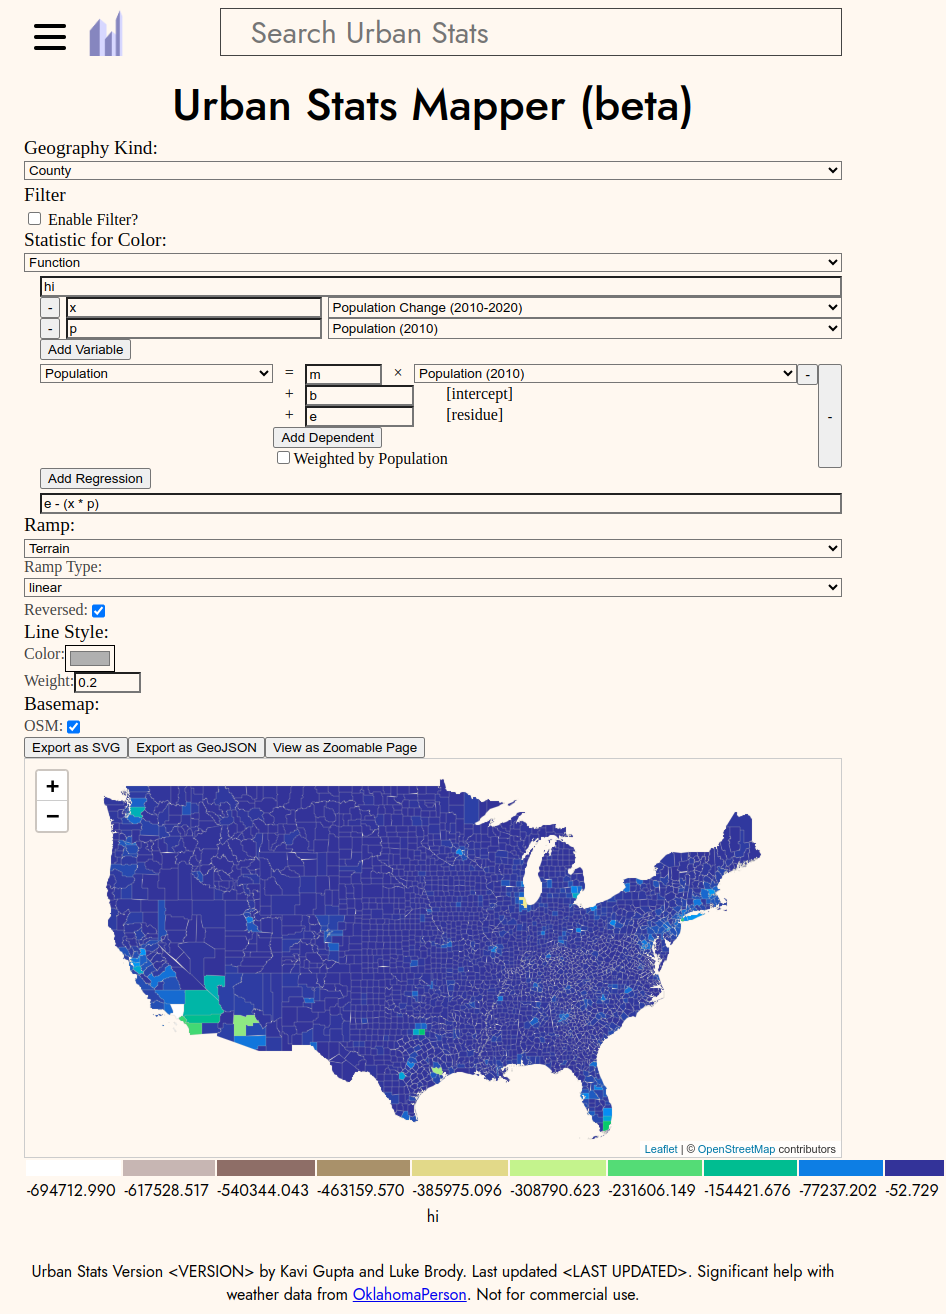 Search Urban Stats
Urban Stats Mapper (beta)
Geography Kind:
County
Filter
Enable Filter?
Statistic for Color:
Function
hi
- x Population Change (2010-2020)
- p Population (2010)
Add Variable
Population = m × Population (2010) - -
+ b [intercept]
+ e [residue]
Add Dependent
Weighted by Population
Add Regression
e - (x * p)
Ramp:
Terrain
Ramp Type:
linear
Reversed:
Line Style:
Color:
Weight: 0.2
Basemap:
OSM:
Export as SVG Export as GeoJSON View as Zoomable Page
+
−
Leaflet | © OpenStreetMap contributors
-694712.990 -617528.517 -540344.043 -463159.570 -385975.096 -308790.623 -231606.149 -154421.676 -77237.202 -52.729
hi
Urban Stats Version <VERSION> by Kavi Gupta and Luke Brody. Last updated <LAST UPDATED>. Significant help with
weather data from OklahomaPerson. Not for commercial use.